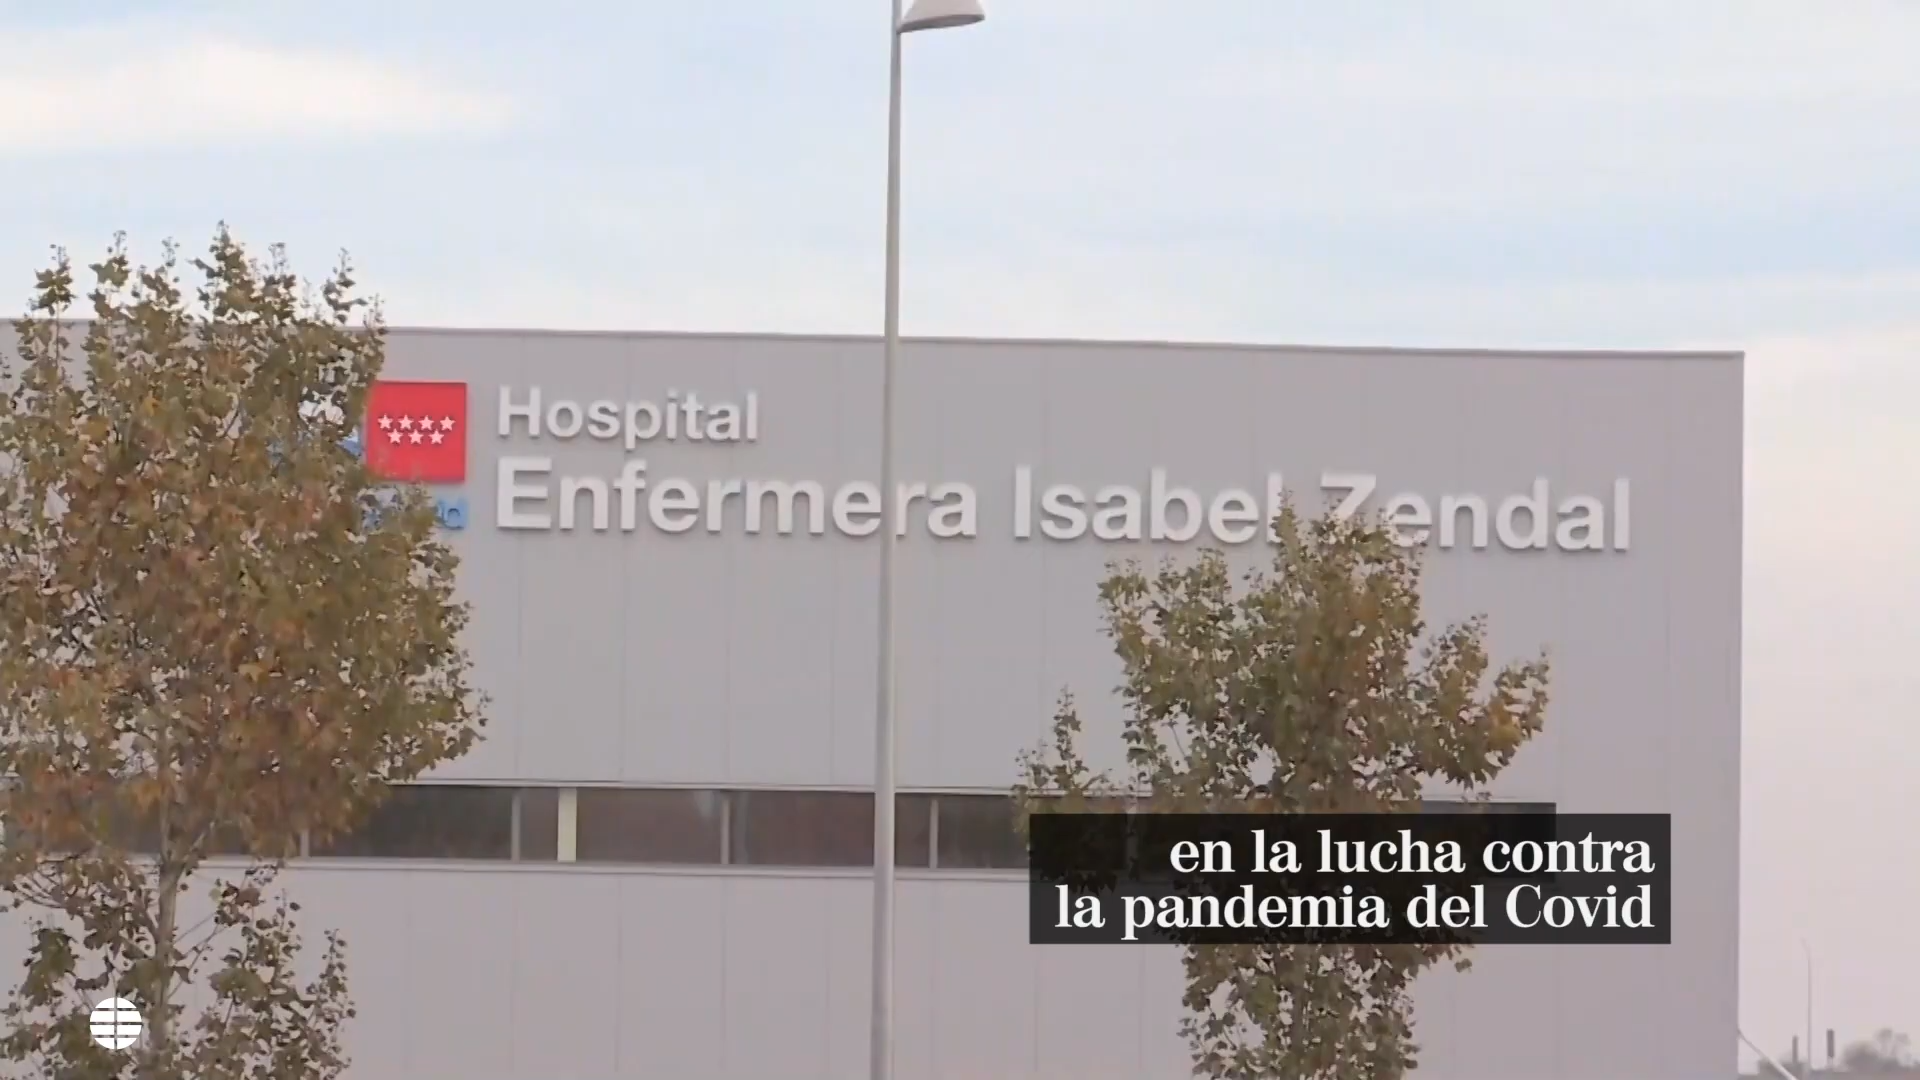 Hospital
Enfermera Isabel Zendal
en la lucha contra
la pandemia del Covid